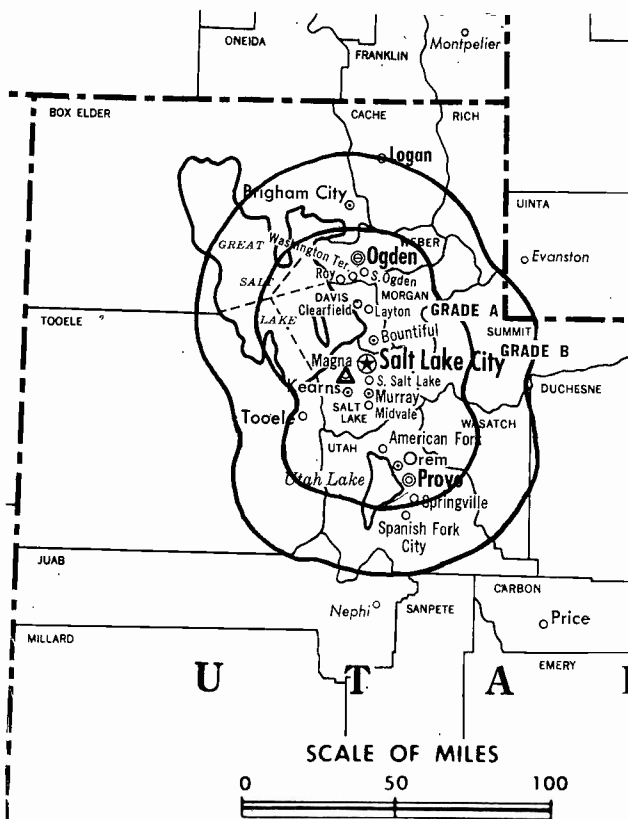 ONEIDA
FRANKLIN
Montpelier
BOX ELDER
CACHE
RICH
Logan
Brigham City
UINTA
GREAT
SALT
LAKE
Washington Ter.
Ogden
WEBER
Evanston
Roy
S. Ogden
MORGAN
DAVIS
Clearfield
Layton
GRADE A
SUMMIT
TOOELE
Bountiful
GRADE B
Magna
Salt Lake City
S. Salt Lake
DUCHESNE
Kearns
Murray
SALT
LAKE
Midvale
Tooele
WASATCH
American Fork
UTAH
Orem
Utah Lake
Provo
Springville
Spanish Fork
City
JUAB
CARBON
Nephi
SANPETE
Price
MILLARD
EMERY
U T A
SCALE OF MILES
0 50 100